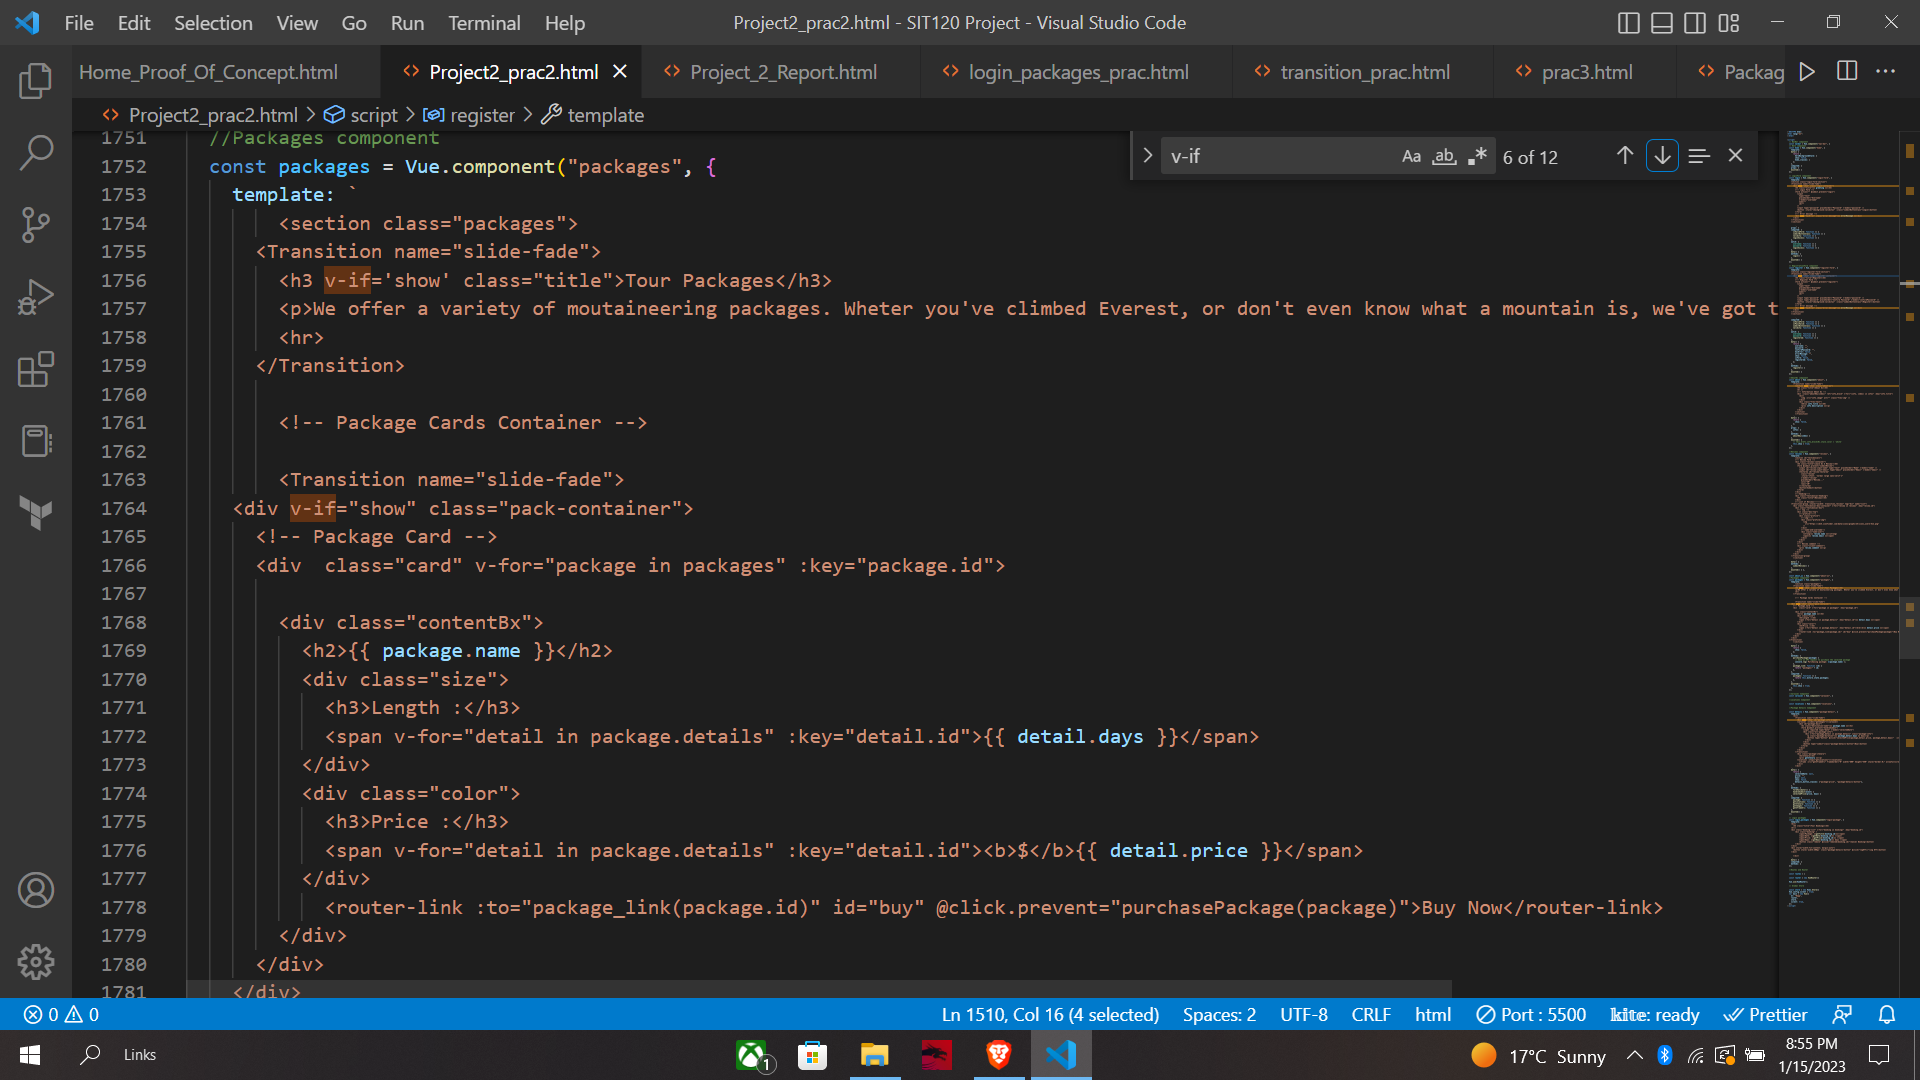 File Edit Selection View Go Run Terminal Help Project2_prac2.html - SIT120 Project - Visual Studio Code
Home_Proof_Of_Concept.html Project2_prac2.html Project_2_Report.html login_packages_prac.html transition_prac.html prac3.html Packag
Project2_prac2.html > script > register > template
v-if Aa ab 6 of 12
1751 //Packages component
1752 const packages = Vue.component("packages", {
1753 template: `
1754 <section class="packages">
1755 <Transition name="slide-fade">
1756 <h3 v-if='show' class="title">Tour Packages</h3>
1757 <p>We offer a variety of moutaineering packages. Wheter you've climbed Everest, or don't even know what a mountain is, we've got t
1758 <hr>
1759 </Transition>
1760
1761 <!-- Package Cards Container -->
1762
1763 <Transition name="slide-fade">
1764 <div v-if="show" class="pack-container">
1765 <!-- Package Card -->
1766 <div  class="card" v-for="package in packages" :key="package.id">
1767
1768 <div class="contentBx">
1769 <h2>{{ package.name }}</h2>
1770 <div class="size">
1771 <h3>Length :</h3>
1772 <span v-for="detail in package.details" :key="detail.id">{{ detail.days }}</span>
1773 </div>
1774 <div class="color">
1775 <h3>Price :</h3>
1776 <span v-for="detail in package.details" :key="detail.id"><b>$</b>{{ detail.price }}</span>
1777 </div>
1778 <router-link :to="package_link(package.id)" id="buy" @click.prevent="purchasePackage(package)">Buy Now</router-link>
1779 </div>
1780 </div>
1781 </div>
0 0 Ln 1510, Col 16 (4 selected) Spaces: 2 UTF-8 CRLF html Port : 5500 kite: ready Prettier
Links 1 17°C Sunny 8:55 PM
1/15/2023